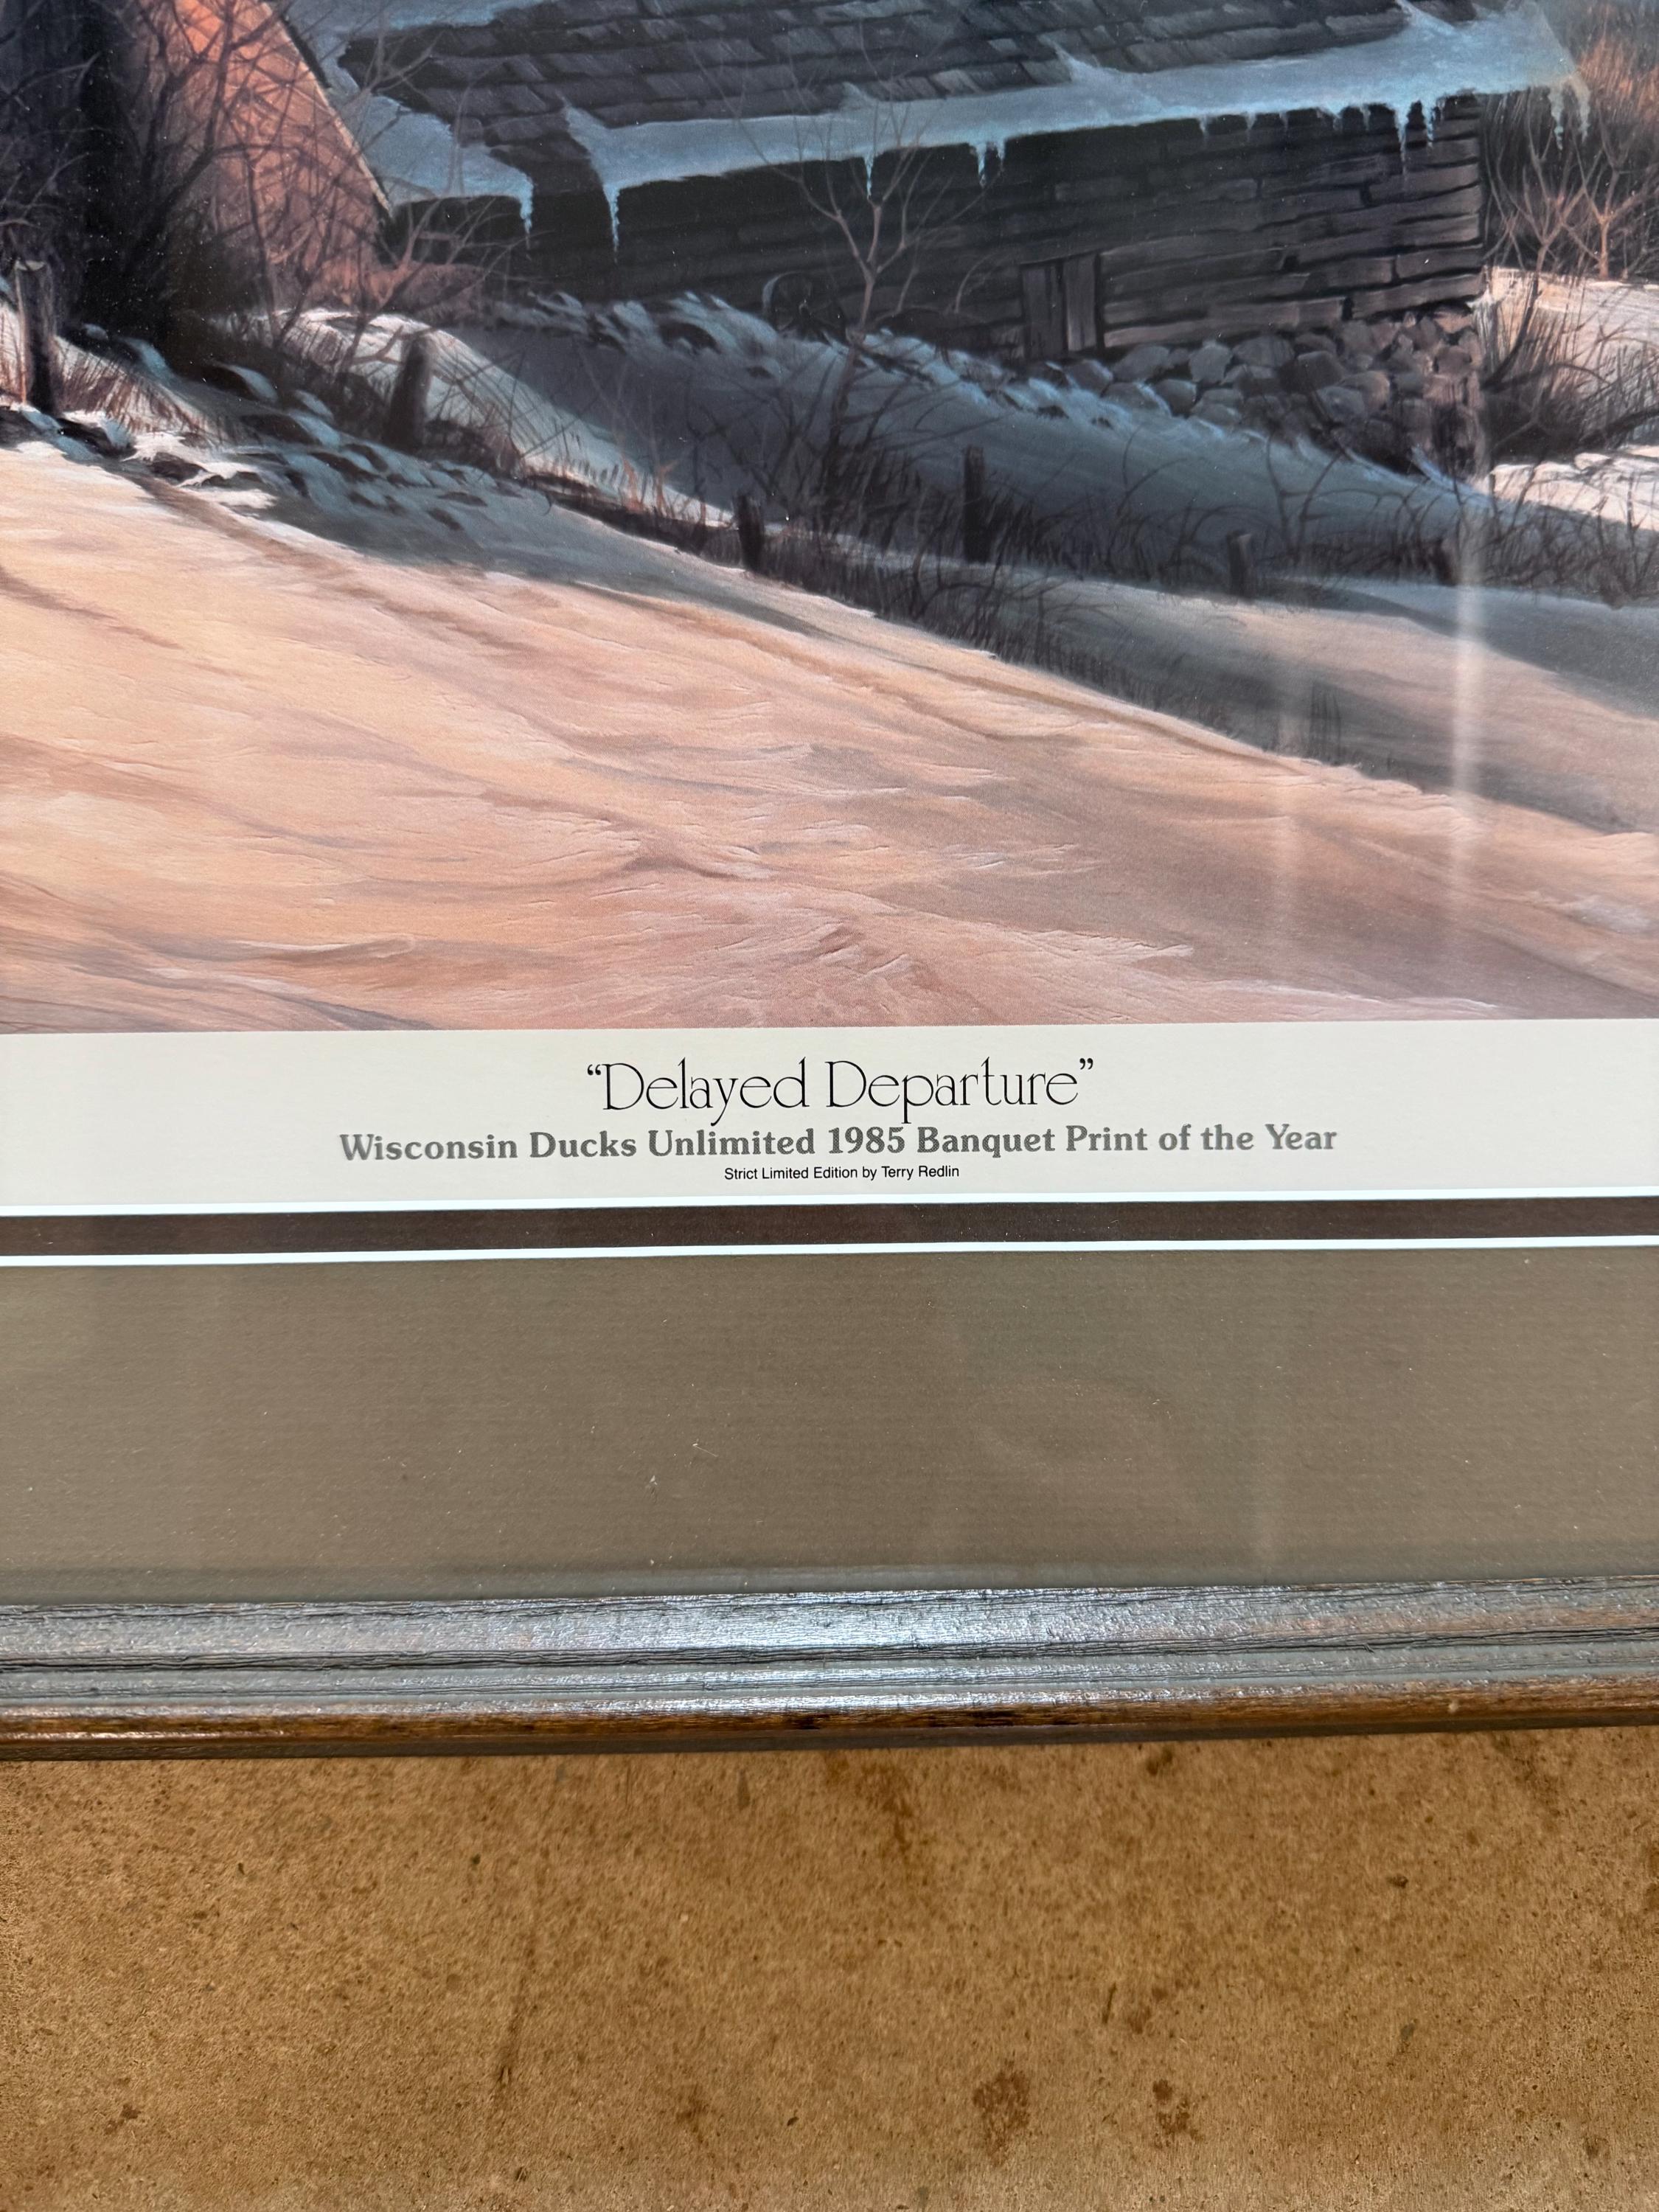 “Delayed Departure”
Wisconsin Ducks Unlimited 1985 Banquet Print of the Year
Strict Limited Edition by Terry Redlin